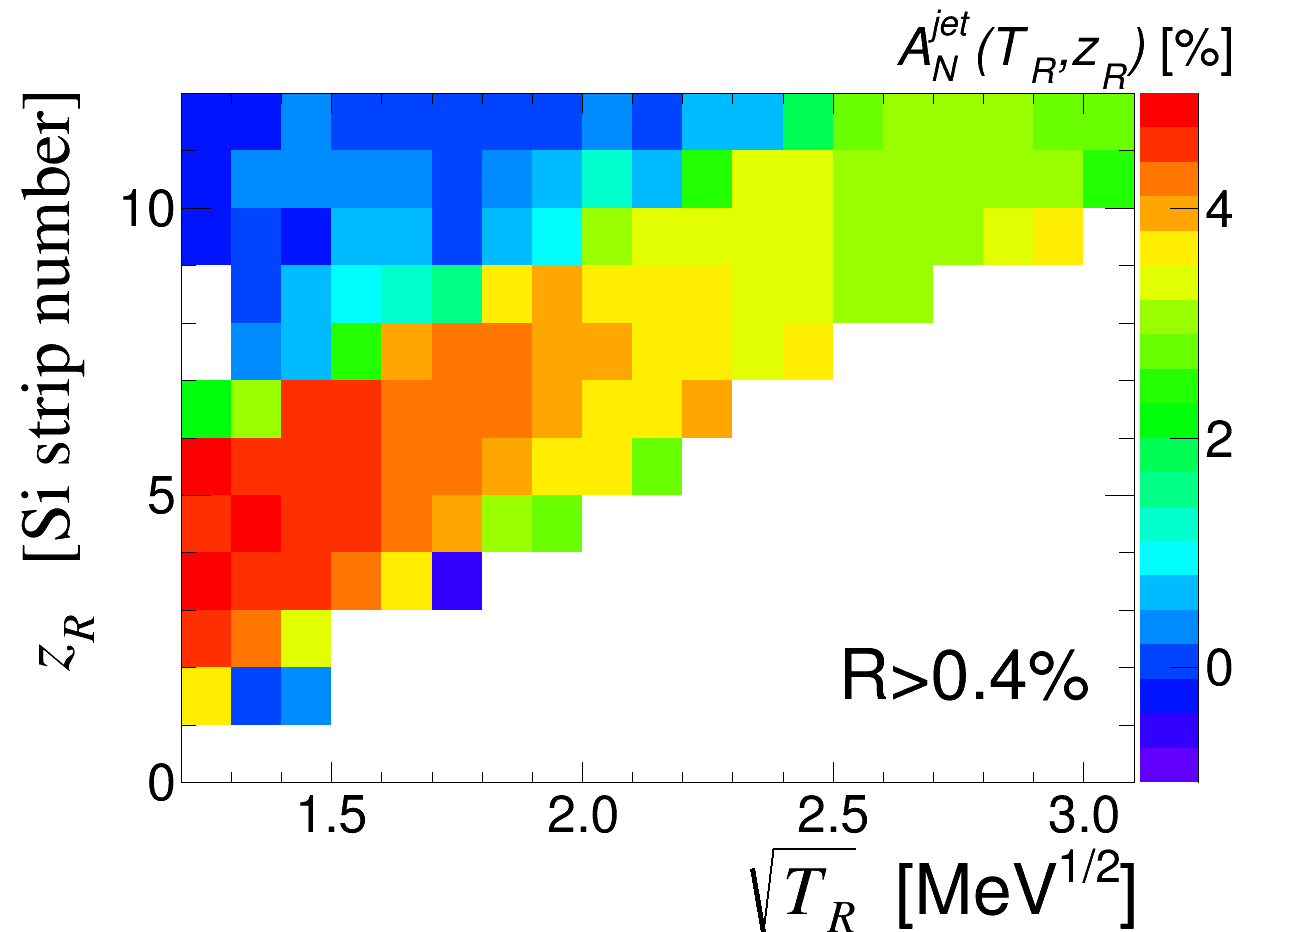 A_N^{jet}(T_R,z_R) [%]
z_R [Si strip number]
10
5
0
4
2
0
R>0.4%
1.5 2.0 2.5 3.0
√T_R [MeV^{1/2}]